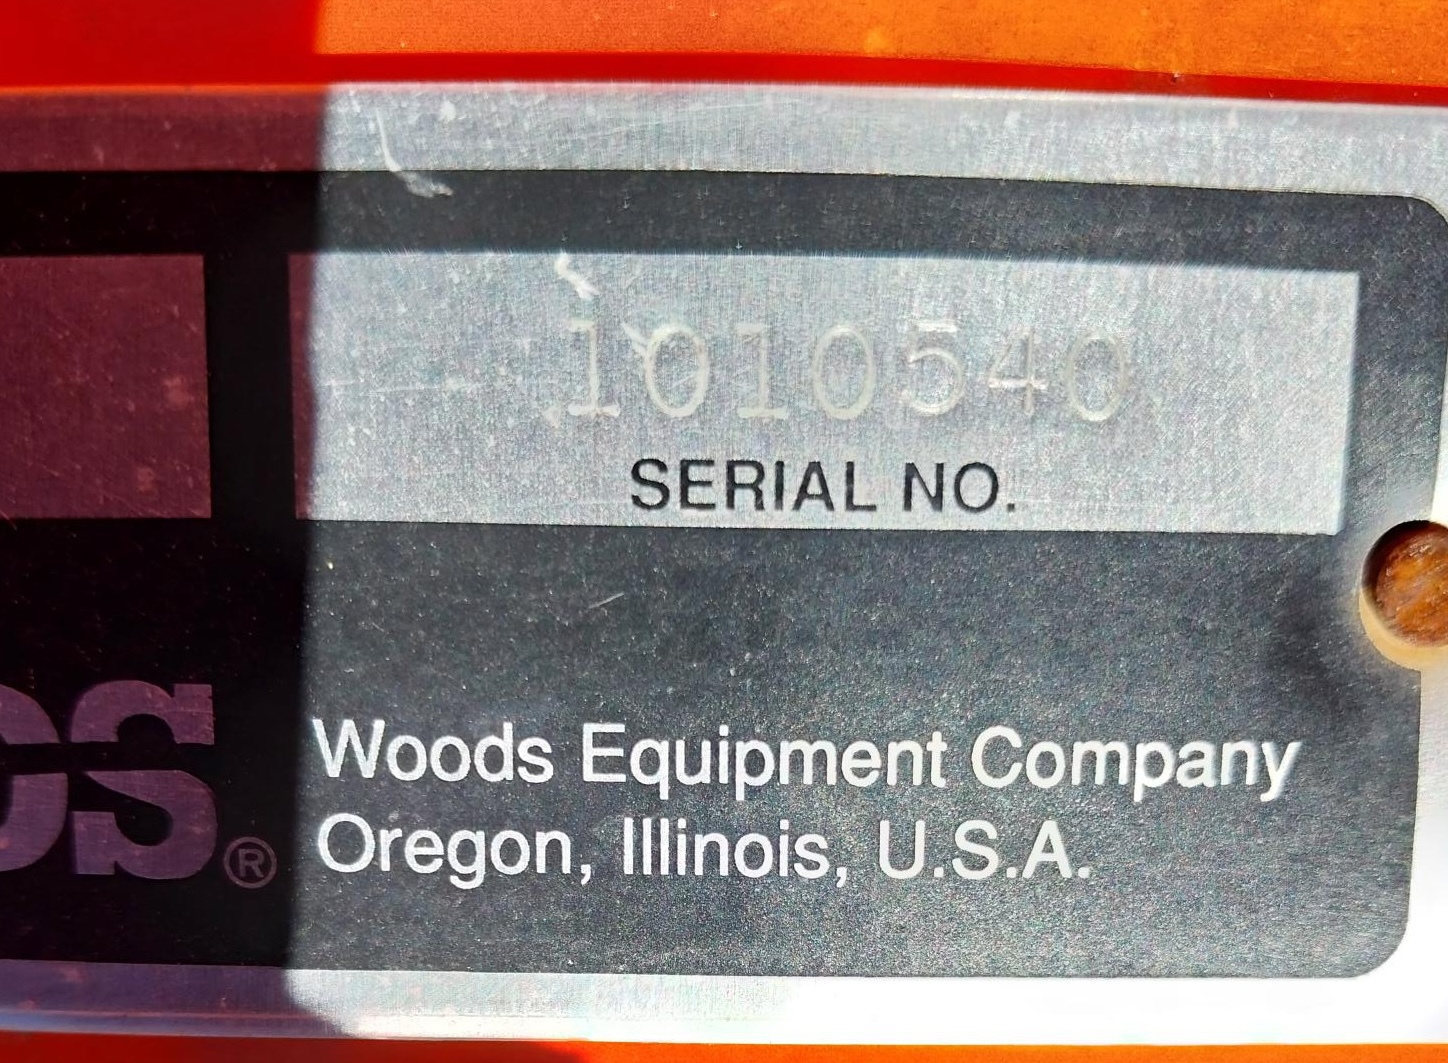 1010540
SERIAL NO.
Woods Equipment Company
Oregon, Illinois, U.S.A.
®